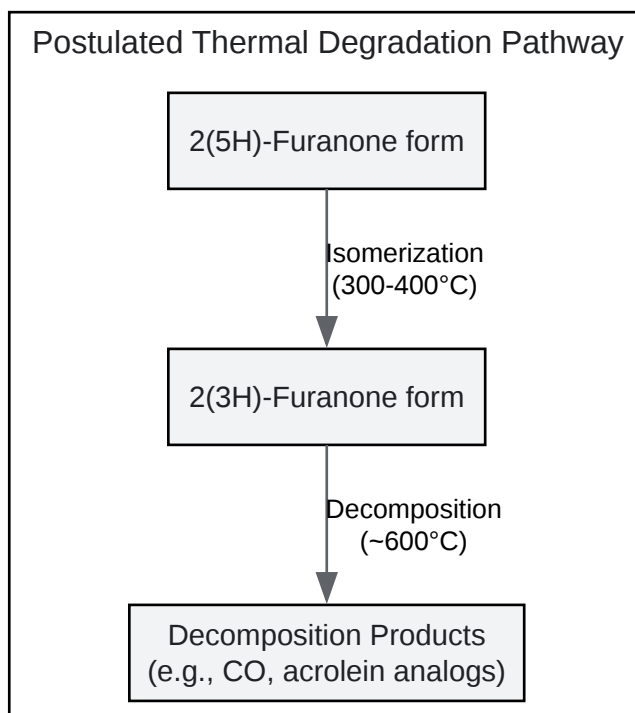 Postulated Thermal Degradation Pathway
2(5H)-Furanone form
Isomerization
(300-400°C)
2(3H)-Furanone form
Decomposition
(~600°C)
Decomposition Products
(e.g., CO, acrolein analogs)